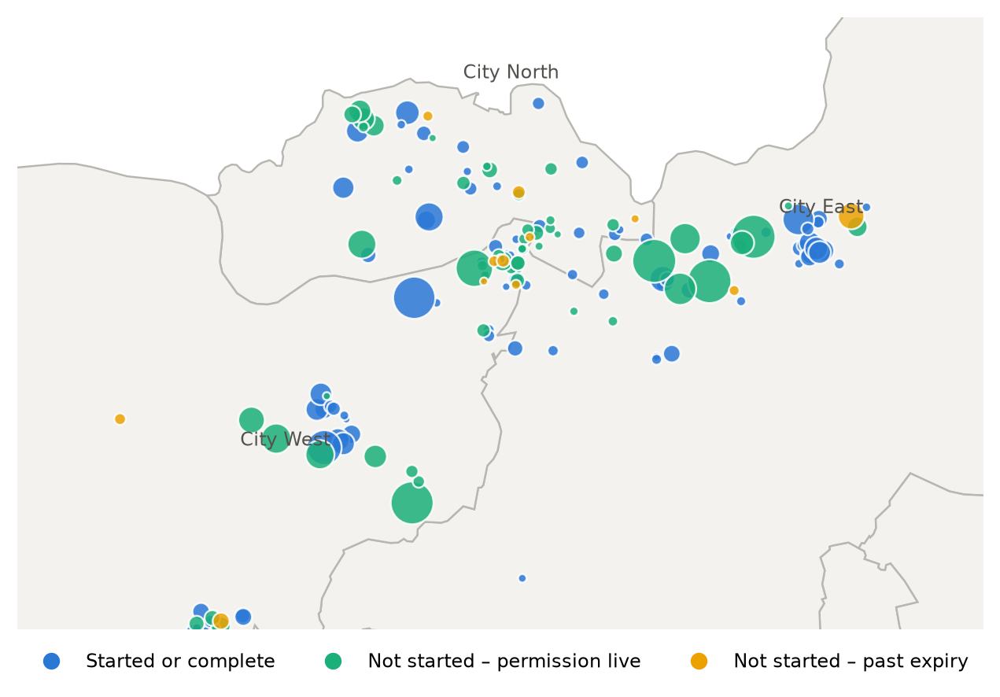 City North
City East
City West
Started or complete
Not started – permission live
Not started – past expiry